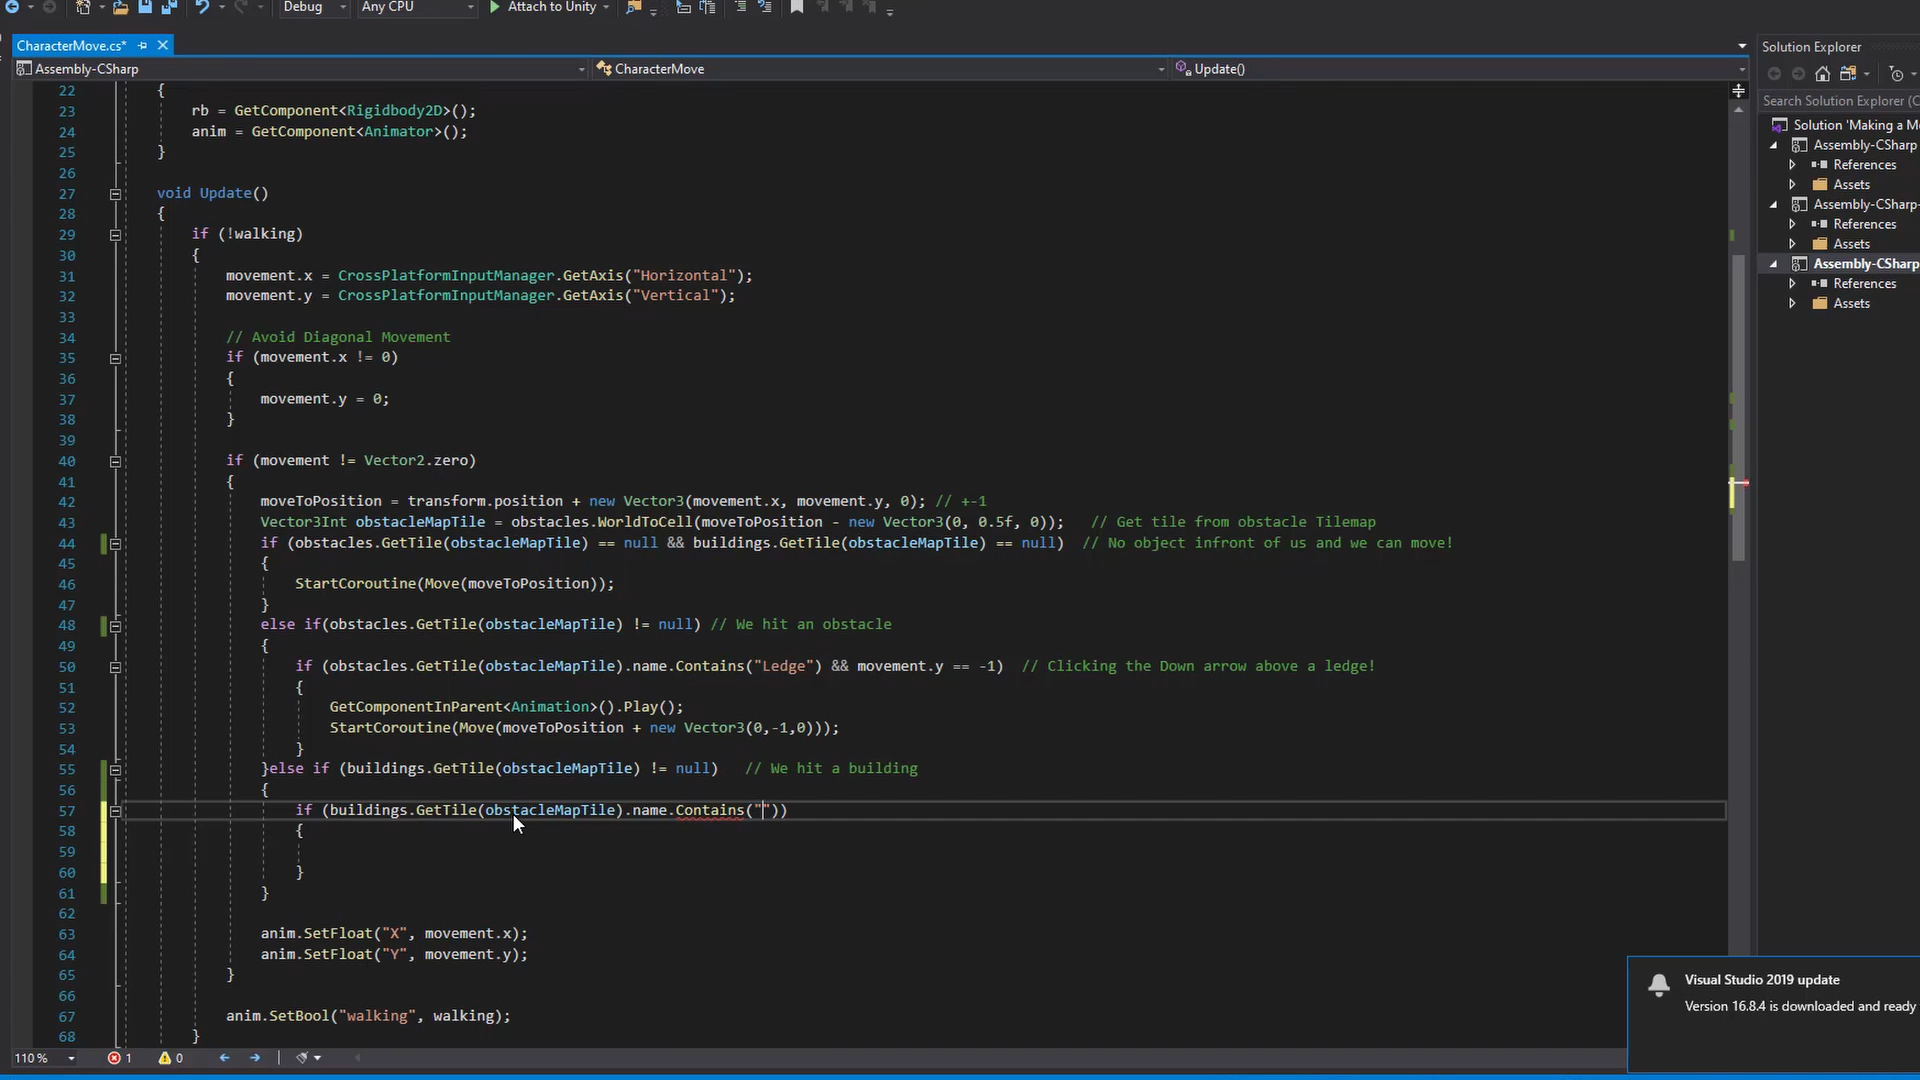 Debug
Any CPU
Attach to Unity
CharacterMove.cs*
Solution Explorer
Assembly-CSharp
CharacterMove
Update()
Search Solution Explorer (C
Solution 'Making a M
Assembly-CSharp
References
Assets
Assembly-CSharp-
References
Assets
Assembly-CSharp
References
Assets
22 {
23 rb = GetComponent<Rigidbody2D>();
24 anim = GetComponent<Animator>();
25 }
26
27 void Update()
28 {
29 if (!walking)
30 {
31 movement.x = CrossPlatformInputManager.GetAxis("Horizontal");
32 movement.y = CrossPlatformInputManager.GetAxis("Vertical");
33
34 // Avoid Diagonal Movement
35 if (movement.x != 0)
36 {
37 movement.y = 0;
38 }
39
40 if (movement != Vector2.zero)
41 {
42 moveToPosition = transform.position + new Vector3(movement.x, movement.y, 0); // +-1
43 Vector3Int obstacleMapTile = obstacles.WorldToCell(moveToPosition - new Vector3(0, 0.5f, 0)); // Get tile from obstacle Tilemap
44 if (obstacles.GetTile(obstacleMapTile) == null && buildings.GetTile(obstacleMapTile) == null) // No object infront of us and we can move!
45 {
46 StartCoroutine(Move(moveToPosition));
47 }
48 else if(obstacles.GetTile(obstacleMapTile) != null) // We hit an obstacle
49 {
50 if (obstacles.GetTile(obstacleMapTile).name.Contains("Ledge") && movement.y == -1) // Clicking the Down arrow above a ledge!
51 {
52 GetComponentInParent<Animation>().Play();
53 StartCoroutine(Move(moveToPosition + new Vector3(0,-1,0)));
54 }
55 }else if (buildings.GetTile(obstacleMapTile) != null) // We hit a building
56 {
57 if (buildings.GetTile(obstacleMapTile).name.Contains(""))
58 {
59
60 }
61 }
62
63 anim.SetFloat("X", movement.x);
64 anim.SetFloat("Y", movement.y);
65 }
66
67 anim.SetBool("walking", walking);
68 }
Visual Studio 2019 update
Version 16.8.4 is downloaded and ready
110 %
1
0